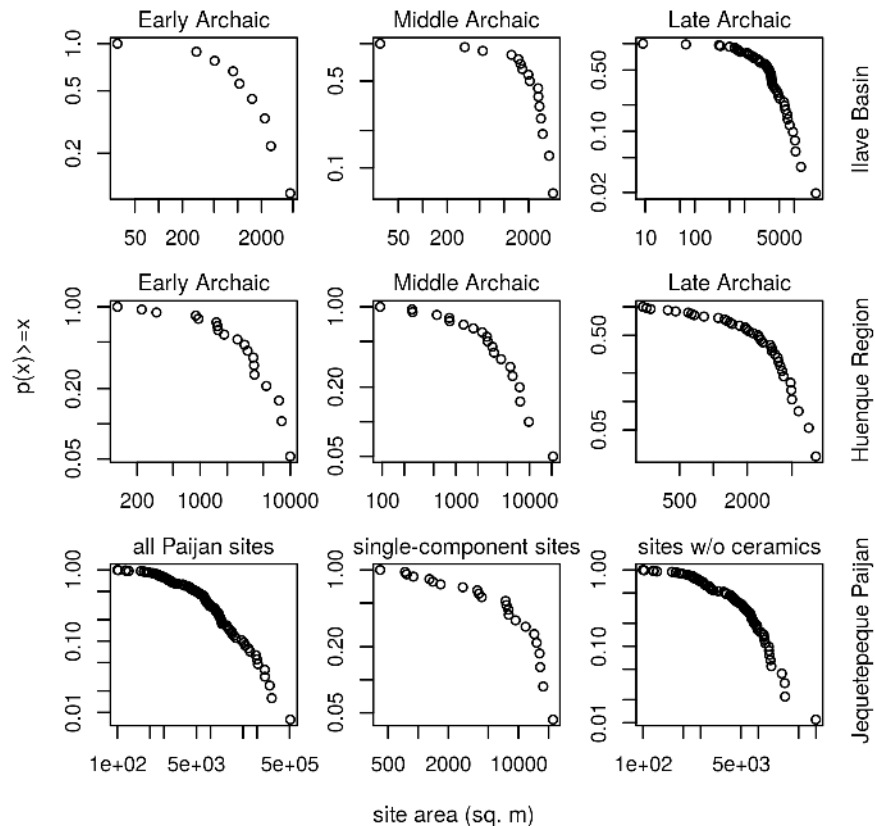 Early Archaic Middle Archaic Late Archaic
1.0 0.5 0.2
0.5 0.1
0.50 0.10 0.02
50 200 2000
50 200 2000
10 100 5000
Ilave Basin
Early Archaic Middle Archaic Late Archaic
1.00 0.20 0.05
1.00 0.20 0.05
0.50 0.05
200 1000 10000
100 1000 10000
500 2000
Huenque Region
p(x)>=x
all Paijan sites single-component sites sites w/o ceramics
1.00 0.10 0.01
1.00 0.20 0.05
1.00 0.10 0.01
1e+02 5e+03 5e+05
500 2000 10000
1e+02 5e+03
Jequetepeque Paijan
site area (sq. m)